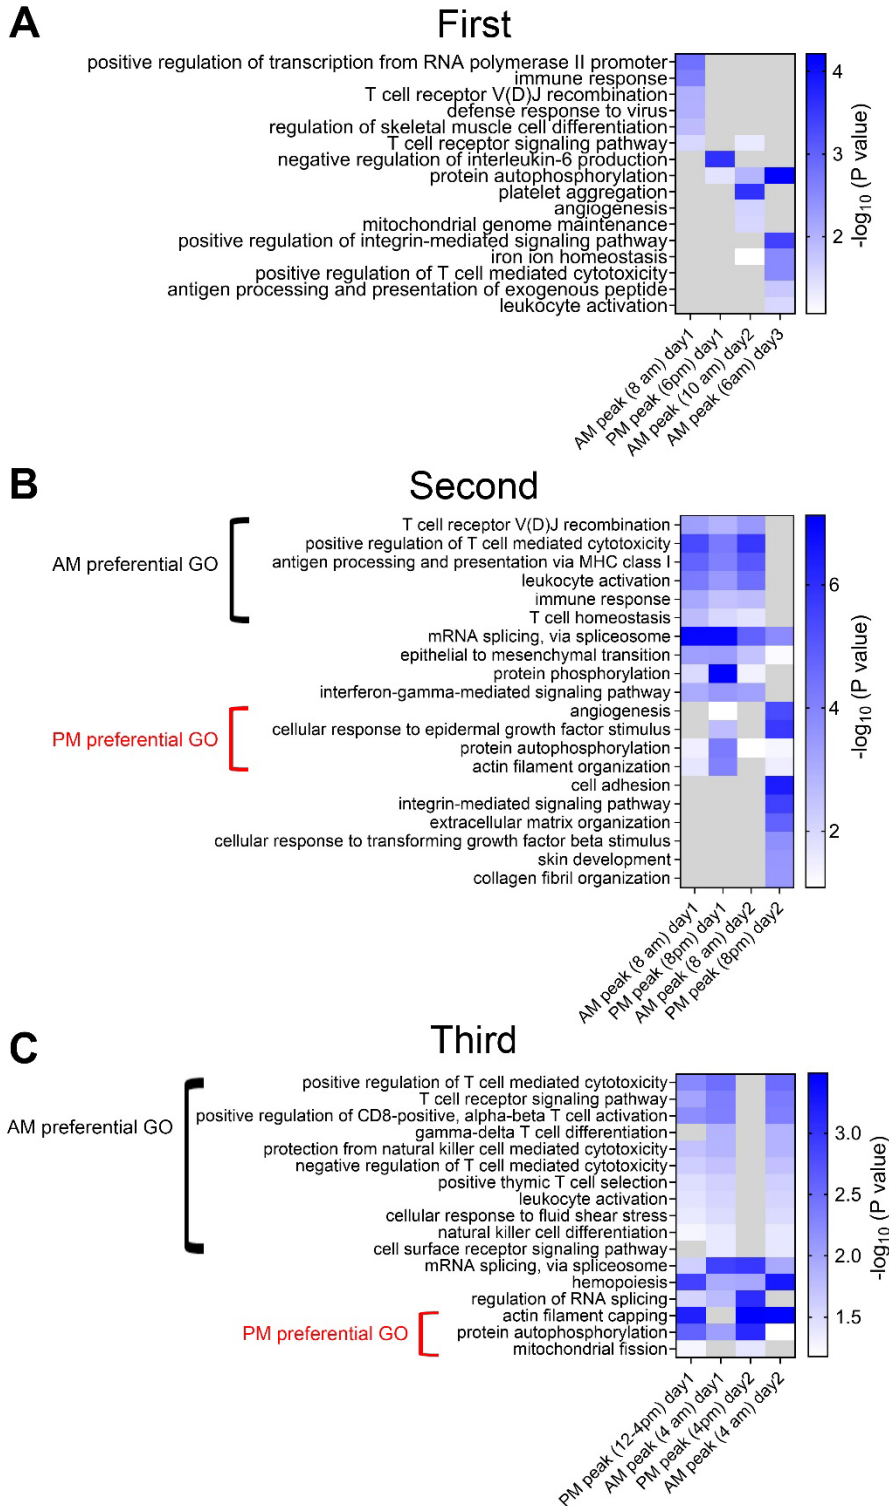 A
First
positive regulation of transcription from RNA polymerase II promoter
immune response
T cell receptor V(D)J recombination
defense response to virus
regulation of skeletal muscle cell differentiation
T cell receptor signaling pathway
negative regulation of interleukin-6 production
protein autophosphorylation
platelet aggregation
angiogenesis
mitochondrial genome maintenance
positive regulation of integrin-mediated signaling pathway
iron ion homeostasis
positive regulation of T cell mediated cytotoxicity
antigen processing and presentation of exogenous peptide
leukocyte activation
4
3
2
-log10 (P value)
AM peak (8 am) day1
PM peak (6pm) day1
AM peak (10 am) day2
AM peak (6am) day3
B
Second
AM preferential GO
T cell receptor V(D)J recombination
positive regulation of T cell mediated cytotoxicity
antigen processing and presentation via MHC class I
leukocyte activation
immune response
T cell homeostasis
mRNA splicing, via spliceosome
epithelial to mesenchymal transition
protein phosphorylation
interferon-gamma-mediated signaling pathway
PM preferential GO
angiogenesis
cellular response to epidermal growth factor stimulus
protein autophosphorylation
actin filament organization
cell adhesion
integrin-mediated signaling pathway
extracellular matrix organization
cellular response to transforming growth factor beta stimulus
skin development
collagen fibril organization
6
4
2
-log10 (P value)
AM peak (8 am) day1
PM peak (8pm) day1
AM peak (8 am) day2
PM peak (8pm) day2
C
Third
AM preferential GO
positive regulation of T cell mediated cytotoxicity
T cell receptor signaling pathway
positive regulation of CD8-positive, alpha-beta T cell activation
gamma-delta T cell differentiation
protection from natural killer cell mediated cytotoxicity
negative regulation of T cell mediated cytotoxicity
positive thymic T cell selection
leukocyte activation
cellular response to fluid shear stress
natural killer cell differentiation
cell surface receptor signaling pathway
mRNA splicing, via spliceosome
hemopoiesis
regulation of RNA splicing
PM preferential GO
actin filament capping
protein autophosphorylation
mitochondrial fission
3.0
2.5
2.0
1.5
-log10 (P value)
PM peak (12-4pm) day1
AM peak (4 am) day1
PM peak (4pm) day2
AM peak (4 am) day2